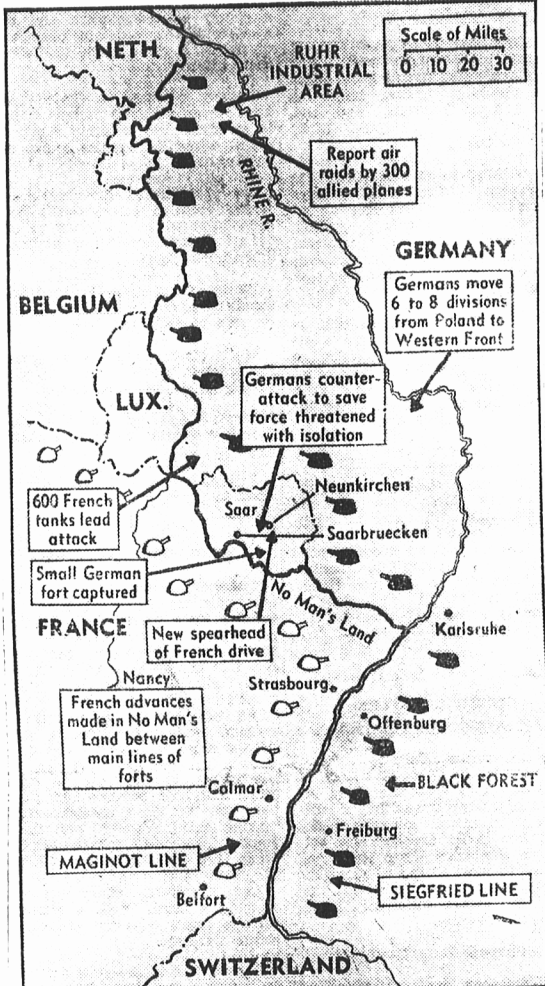 NETH.
RUHR
INDUSTRIAL
AREA
Scale of Miles
0 10 20 30
Report air
raids by 300
allied planes
RHINE R.
GERMANY
Germans move
6 to 8 divisions
from Poland to
Western Front
BELGIUM
LUX.
Germans counter-
attack to save
force threatened
with isolation
600 French
tanks lead
attack
Neunkirchen
Saar
Saarbruecken
Small German
fort captured
No Man's Land
FRANCE
New spearhead
of French drive
Karlsruhe
Nancy
Strasbourg
French advances
made in No Man's
Land between
main lines of
forts
Offenburg
BLACK FOREST
Colmar
Freiburg
MAGINOT LINE
SIEGFRIED LINE
Belfort
SWITZERLAND